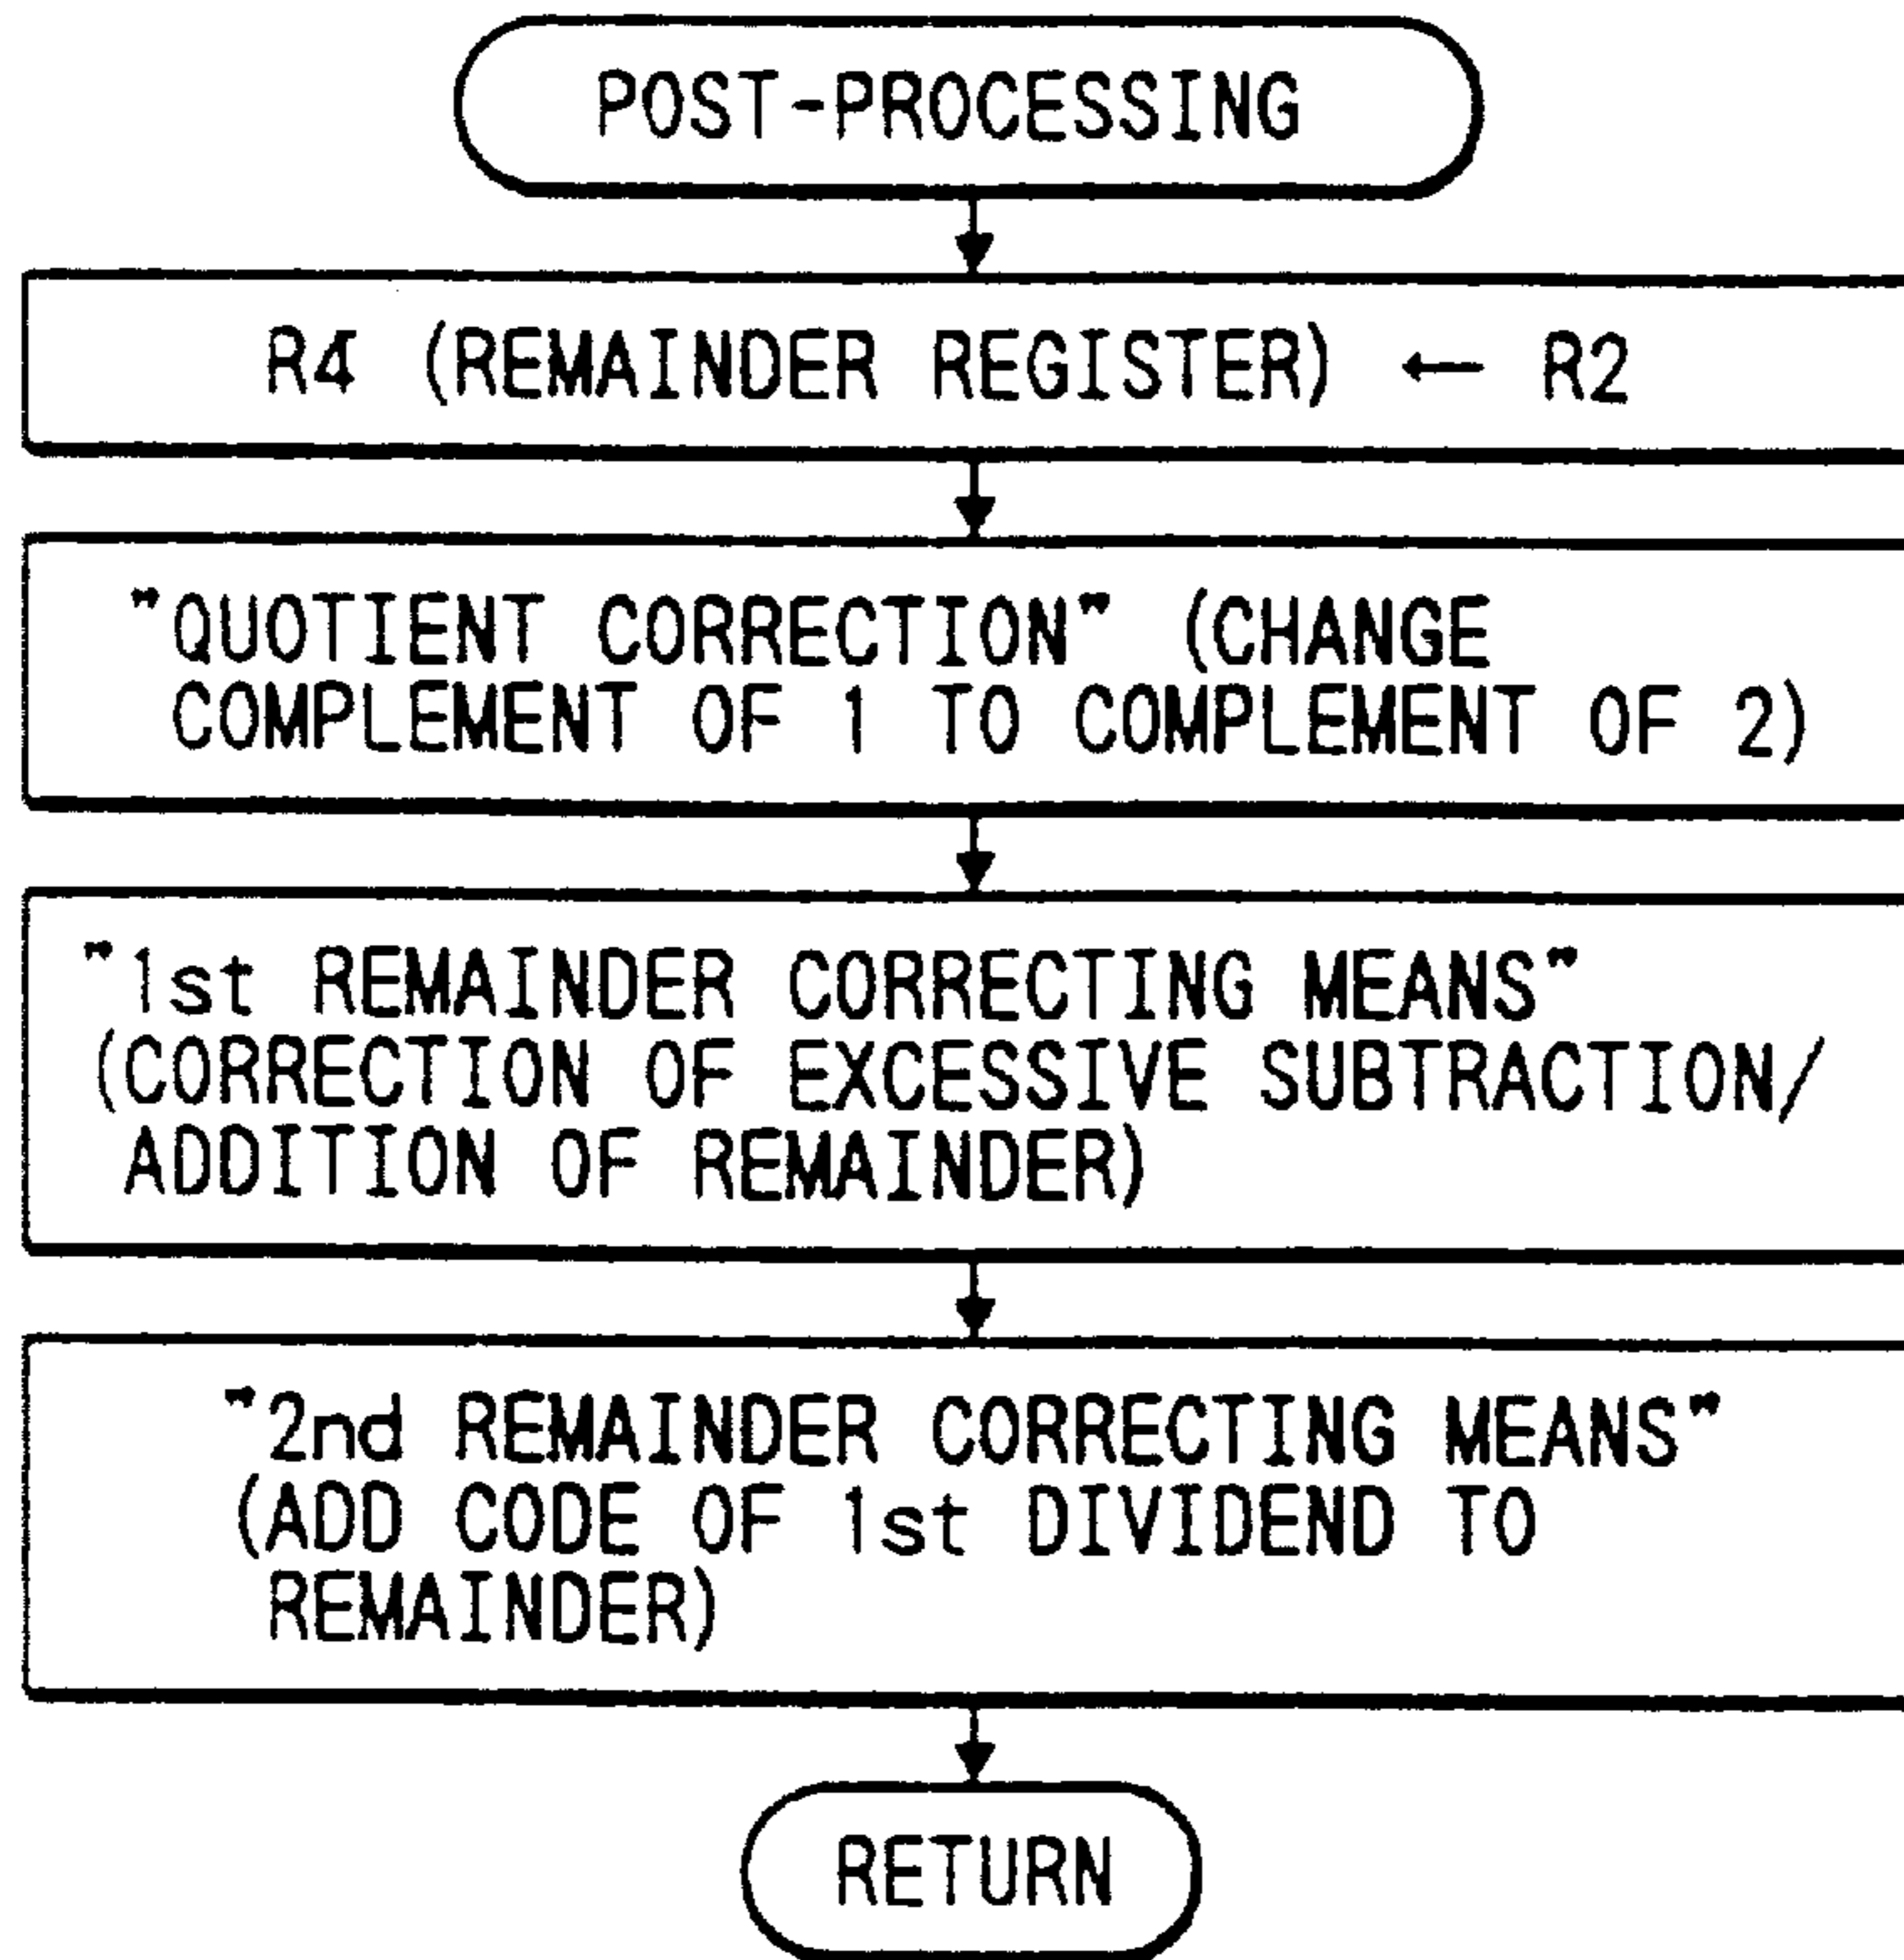 POST-PROCESSING
R4 (REMAINDER REGISTER) ← R2
"QUOTIENT CORRECTION" (CHANGE
COMPLEMENT OF 1 TO COMPLEMENT OF 2)
"1st REMAINDER CORRECTING MEANS"
(CORRECTION OF EXCESSIVE SUBTRACTION/
ADDITION OF REMAINDER)
"2nd REMAINDER CORRECTING MEANS"
(ADD CODE OF 1st DIVIDEND TO
REMAINDER)
RETURN